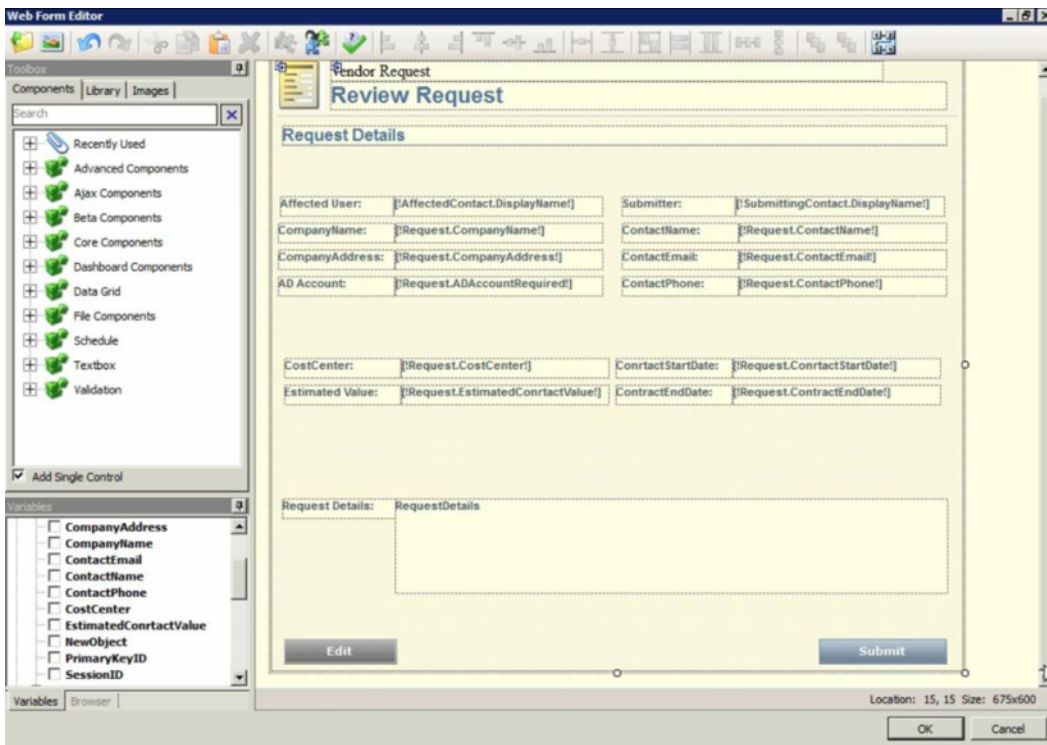 Web Form Editor
Toolbox
Components Library Images
Search
Recently Used
Advanced Components
Ajax Components
Beta Components
Core Components
Dashboard Components
Data Grid
File Components
Schedule
Textbox
Validation
Add Single Control
Variables
CompanyAddress
CompanyName
ContactEmail
ContactName
ContactPhone
CostCenter
EstimatedConrtactValue
NewObject
PrimaryKeyID
SessionID
Variables Browser
Vendor Request
Review Request
Request Details
Affected User: [!AffectedContact.DisplayName!] Submitter: [!SubmittingContact.DisplayName!]
CompanyName: [!Request.CompanyName!] ContactName: [!Request.ContactName!]
CompanyAddress: [!Request.CompanyAddress!] ContactEmail: [!Request.ContactEmail!]
AD Account: [!Request.ADAccountRequired!] ContactPhone: [!Request.ContactPhone!]
CostCenter: [!Request.CostCenter!] ConrtactStartDate: [!Request.ConrtactStartDate!]
Estimated Value: [!Request.EstimatedConrtactValue!] ContractEndDate: [!Request.ContractEndDate!]
Request Details: RequestDetails
Edit Submit
Location: 15, 15 Size: 675x600
OK Cancel